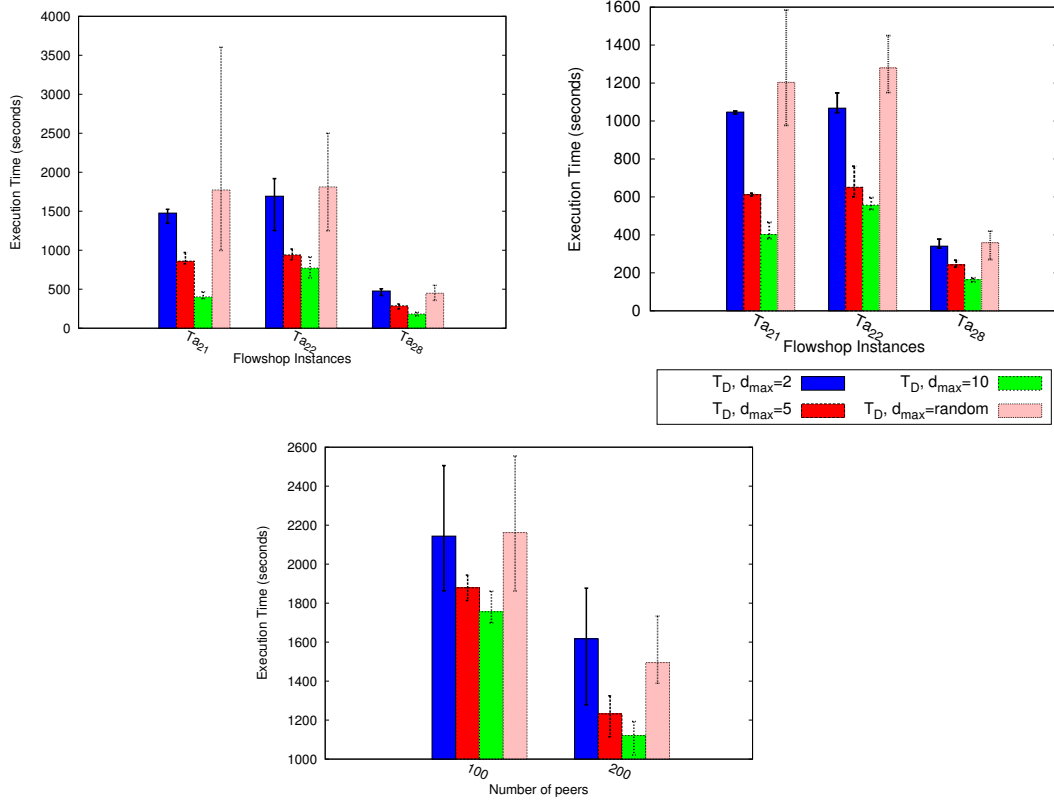 4000
3500
3000
2500
2000
1500
1000
500
0
Execution Time (seconds)
Ta21
Ta22
Ta28
Flowshop Instances
1600
1400
1200
1000
800
600
400
200
0
Execution Time (seconds)
Ta21
Ta22
Ta28
Flowshop Instances
TD, dmax=2
TD, dmax=10
TD, dmax=5
TD, dmax=random
2600
2400
2200
2000
1800
1600
1400
1200
1000
Execution Time (seconds)
100
200
Number of peers